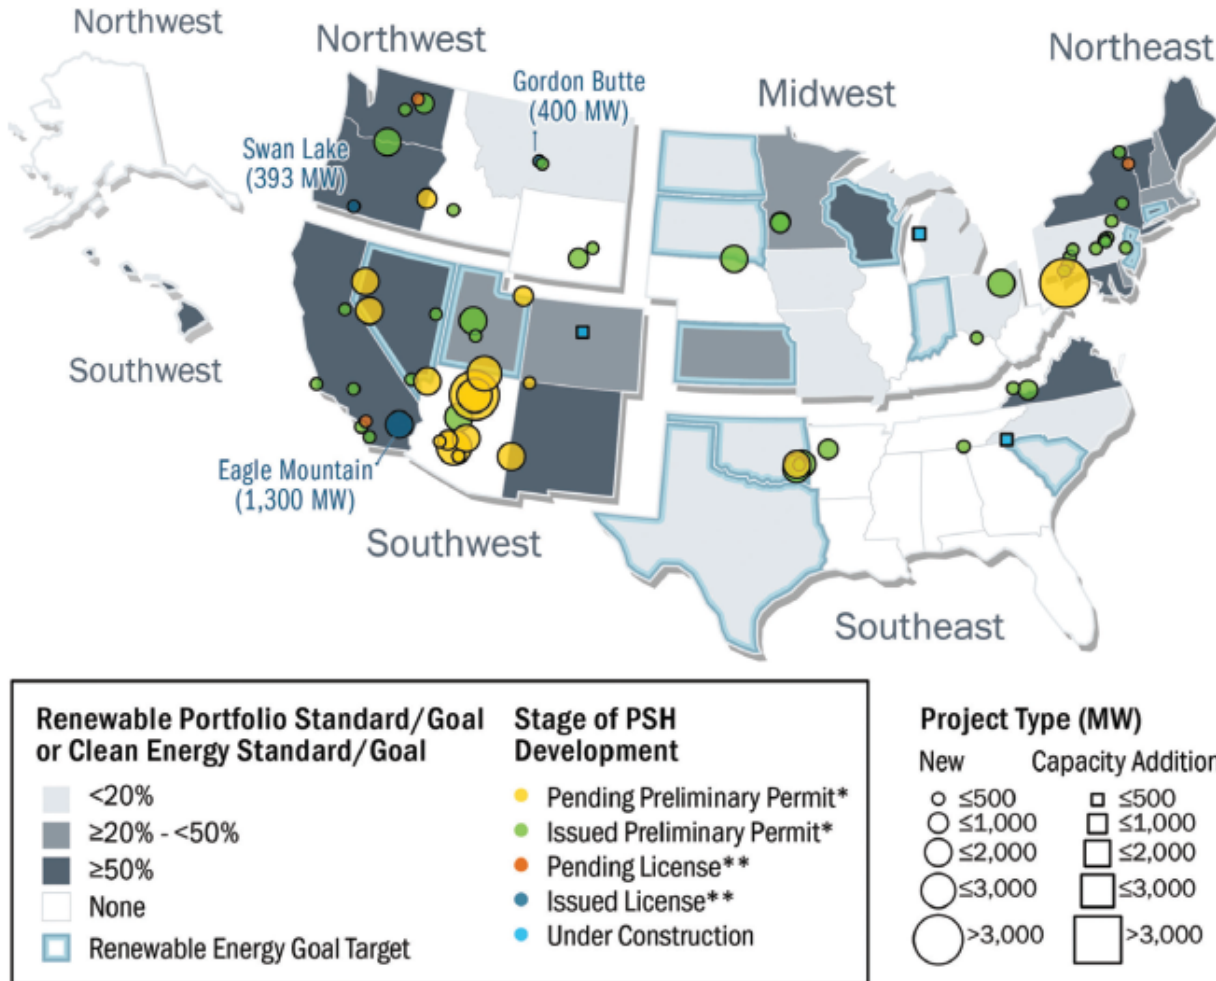 Northwest
Northwest
Northeast
Gordon Butte
(400 MW)
Midwest
Swan Lake
(393 MW)
Southwest
Eagle Mountain
(1,300 MW)
Southwest
Southeast
Renewable Portfolio Standard/Goal
or Clean Energy Standard/Goal
<20%
≥20% - <50%
≥50%
None
Renewable Energy Goal Target
Stage of PSH
Development
Pending Preliminary Permit*
Issued Preliminary Permit*
Pending License**
Issued License**
Under Construction
Project Type (MW)
New
Capacity Addition
≤500
≤500
≤1,000
≤1,000
≤2,000
≤2,000
≤3,000
≤3,000
>3,000
>3,000